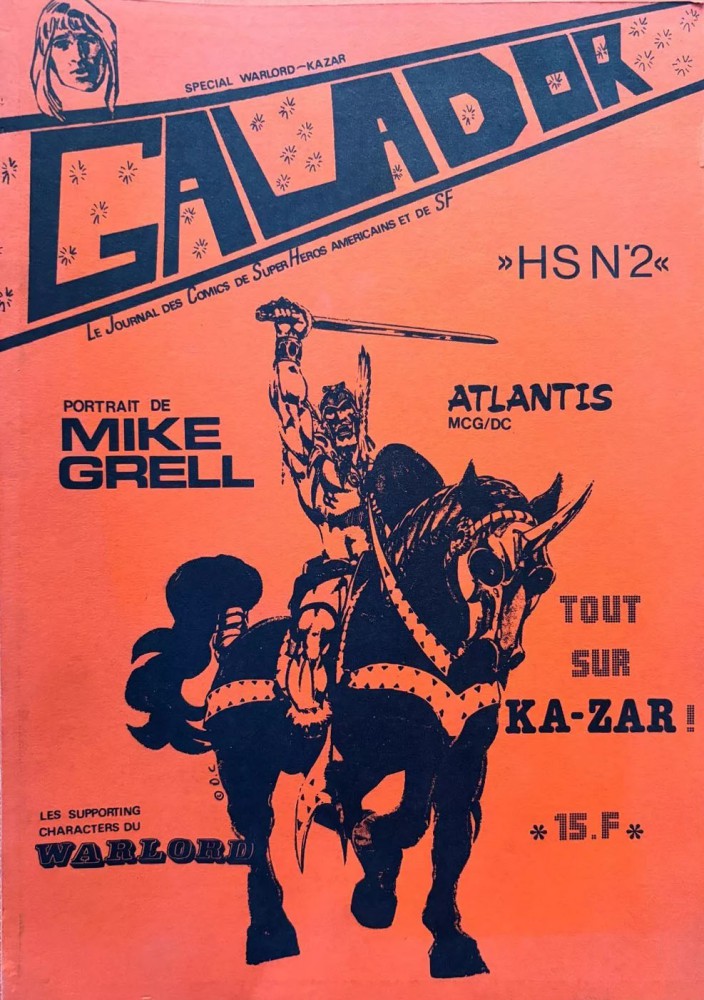 SPECIAL WARLORD-KAZAR
GALADOR
LE JOURNAL DES COMICS DE SUPER HEROS AMERICAINS ET DE SF
»HS N°2«
PORTRAIT DE
MIKE
GRELL
ATLANTIS
MCG/DC
TOUT
SUR
KA-ZAR!
© D.C
LES SUPPORTING
CHARACTERS DU
WARLORD
*15.F*